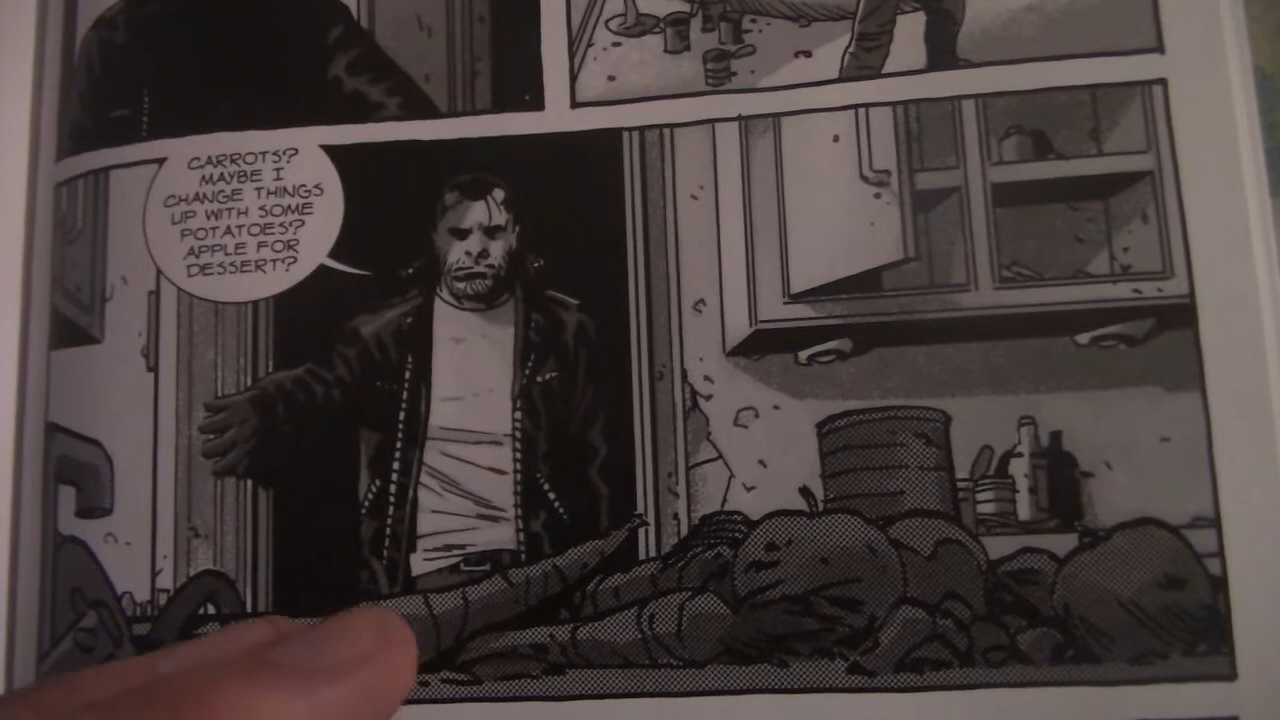 CARROTS?
MAYBE I
CHANGE THINGS
UP WITH SOME
POTATOES?
APPLE FOR
DESSERT?